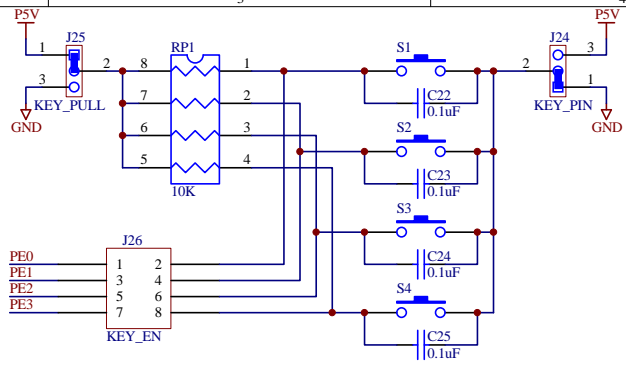 3
4
P5V
P5V
J25
RP1
S1
J24
1
2
8
1
2
3
3
7
2
C22
1
KEY_PULL
0.1uF
KEY_PIN
GND
6
3
S2
GND
5
4
C23
10K
0.1uF
S3
J26
C24
PE0
1
2
0.1uF
PE1
3
4
PE2
5
6
S4
PE3
7
8
KEY_EN
C25
0.1uF